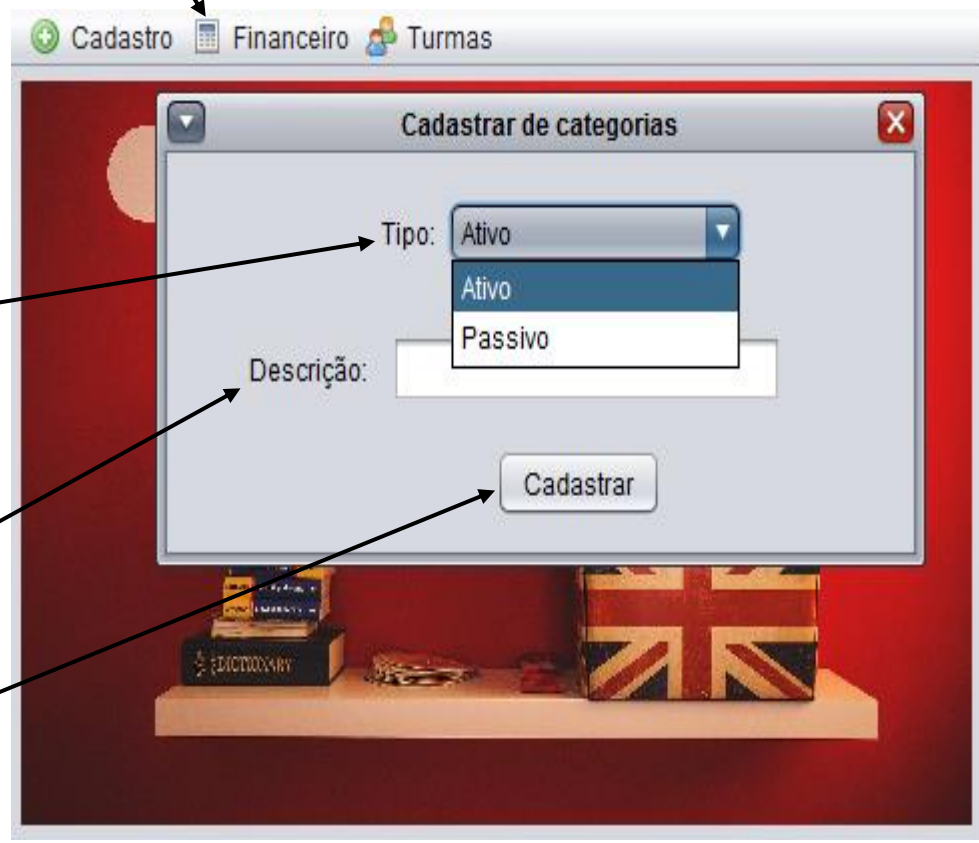 Cadastro Financeiro Turmas
Cadastrar de categorias
Tipo: Ativo
Ativo
Passivo
Descrição:
Cadastrar
DICTIONARY